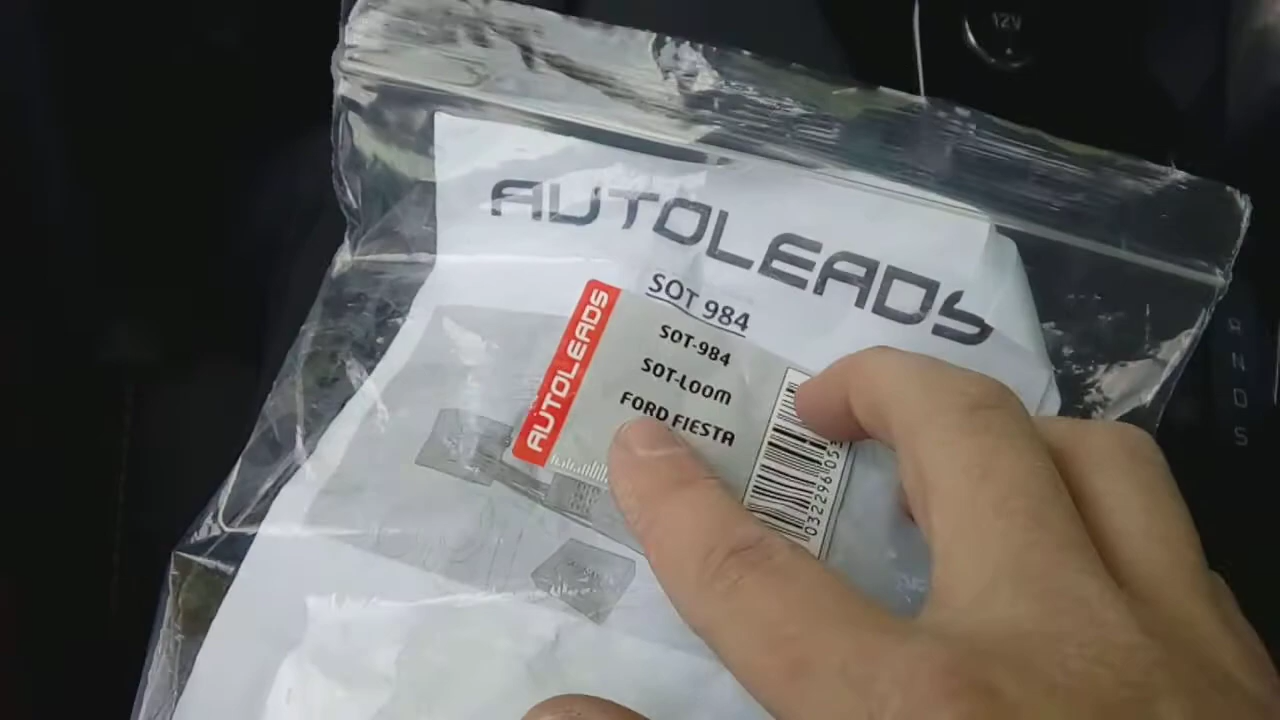 12V
AUTOLEADS
SOT 984
AUTOLEADS
SOT-984
SOT-LOOM
FORD FIESTA
R
N
D
S